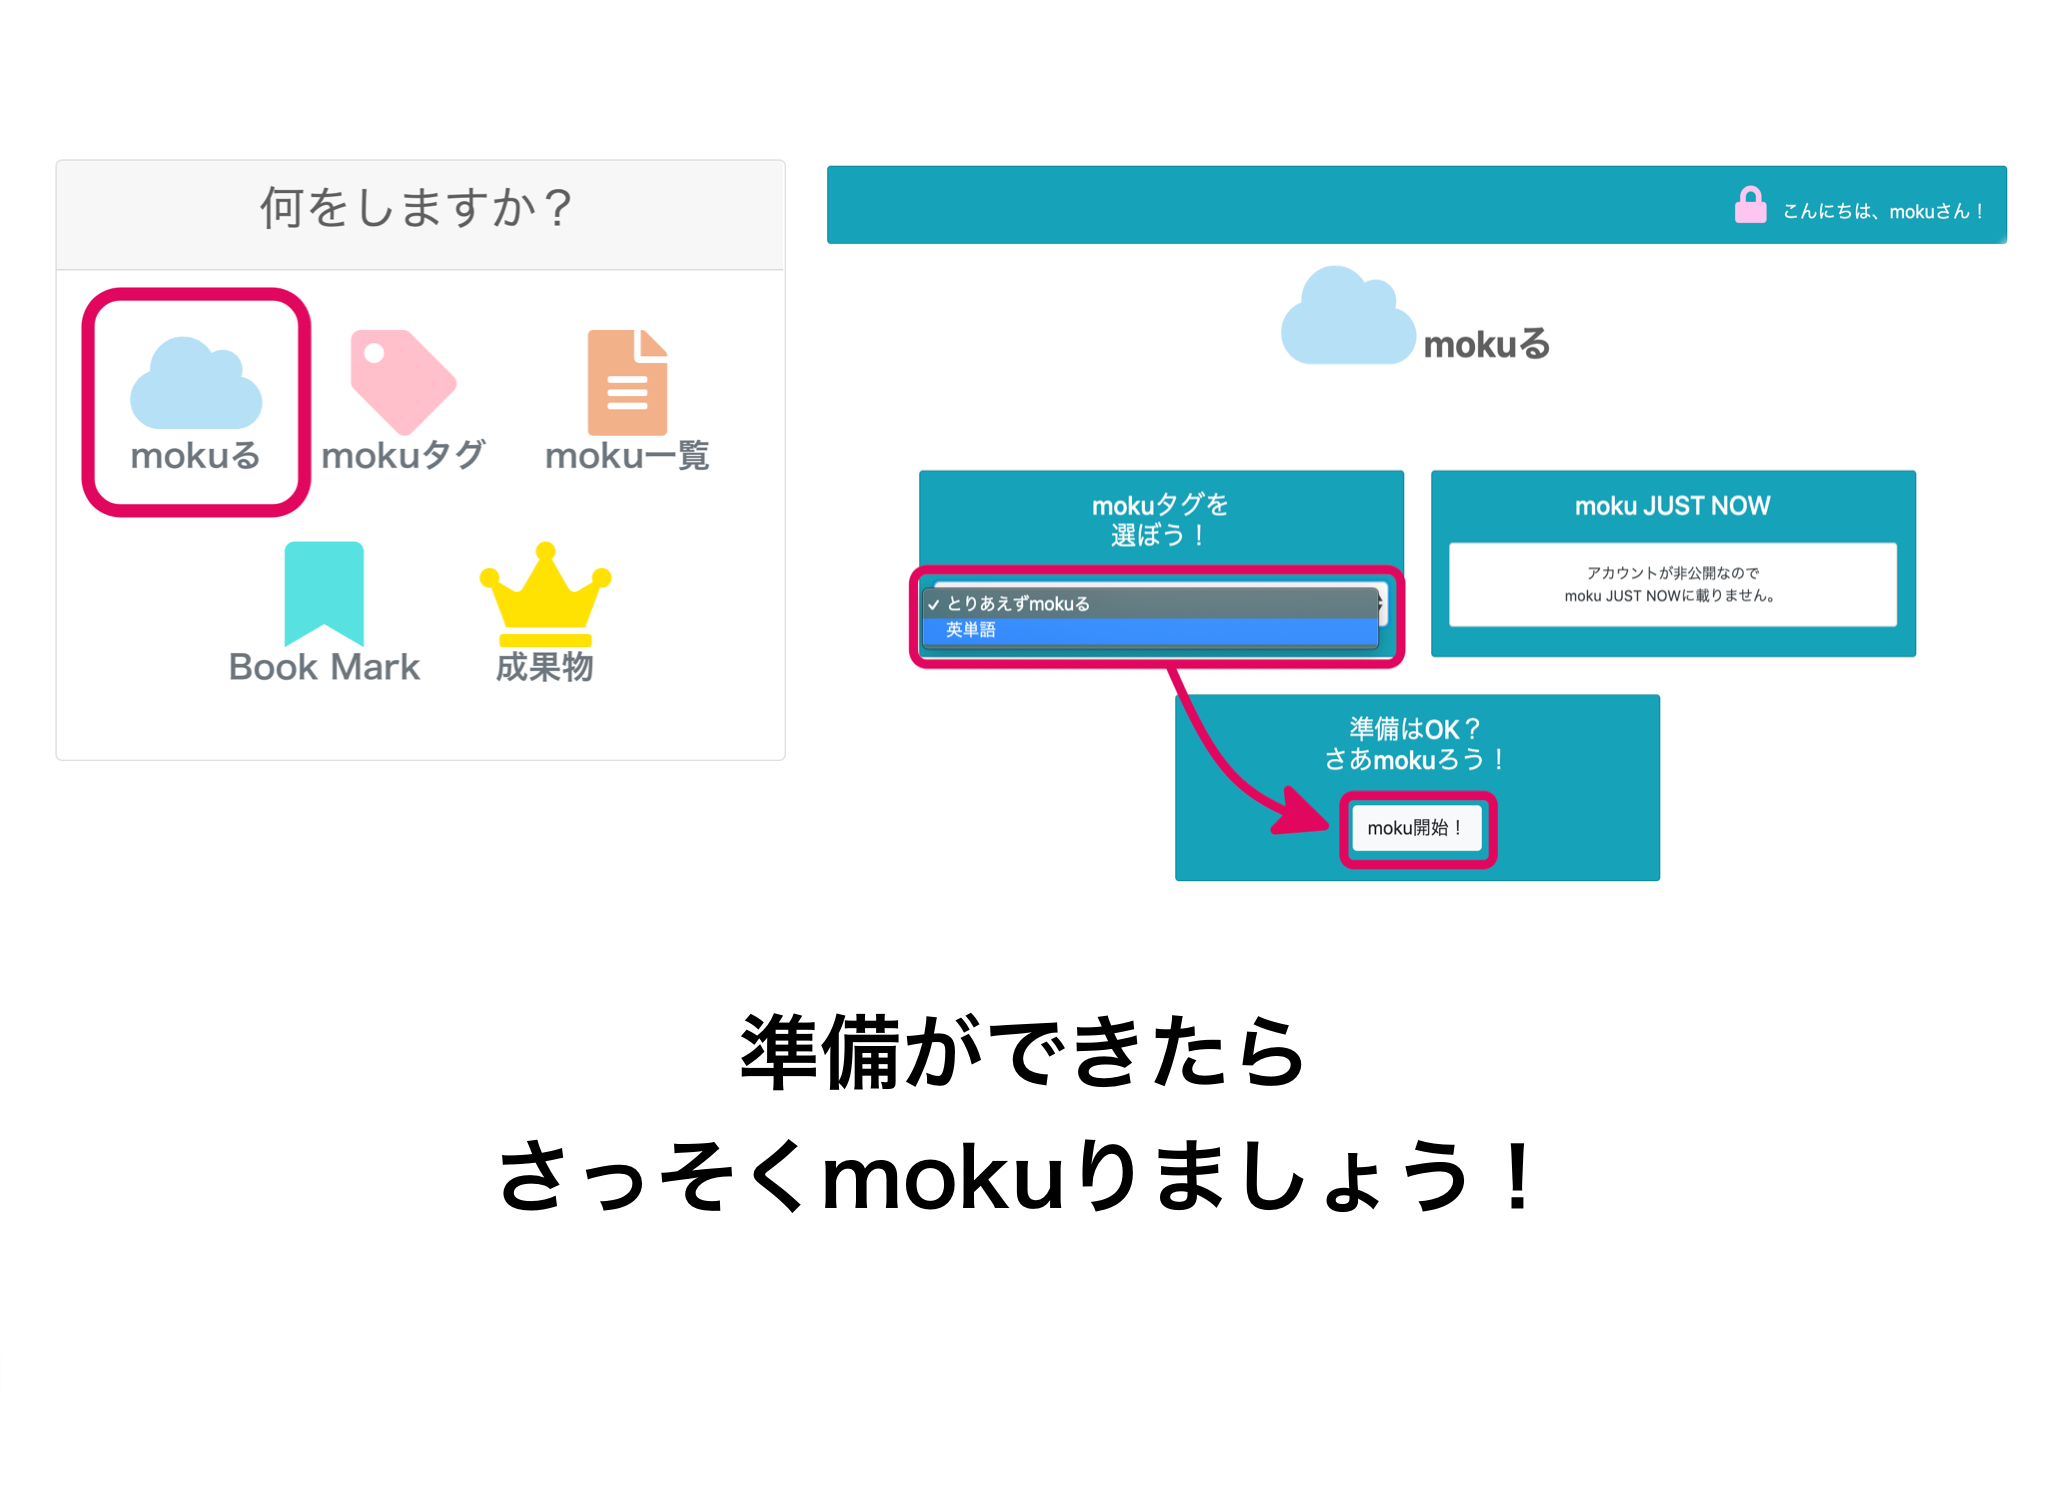 何をしますか？
mokuる
mokuタグ
moku一覧
Book Mark
成果物
こんにちは、mokuさん！
mokuる
mokuタグを
選ぼう！
✓ とりあえずmokuる
英単語
moku JUST NOW
アカウントが非公開なので
moku JUST NOWに載りません。
準備はOK？
さあmokuろう！
moku開始！
準備ができたら
さっそくmokuりましょう！